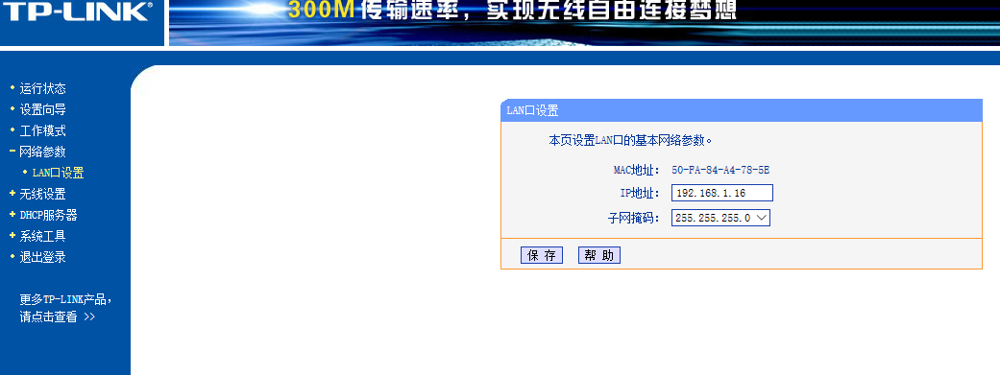 TP-LINK®
300M传输速率，实现无线自由连接梦想
运行状态
设置向导
工作模式
网络参数
LAN口设置
无线设置
DHCP服务器
系统工具
退出登录
更多TP-LINK产品，
请点击查看 >>
LAN口设置
本页设置LAN口的基本网络参数。
MAC地址： 50-FA-84-A4-78-5E
IP地址： 192.168.1.16
子网掩码： 255.255.255.0
保存 帮助